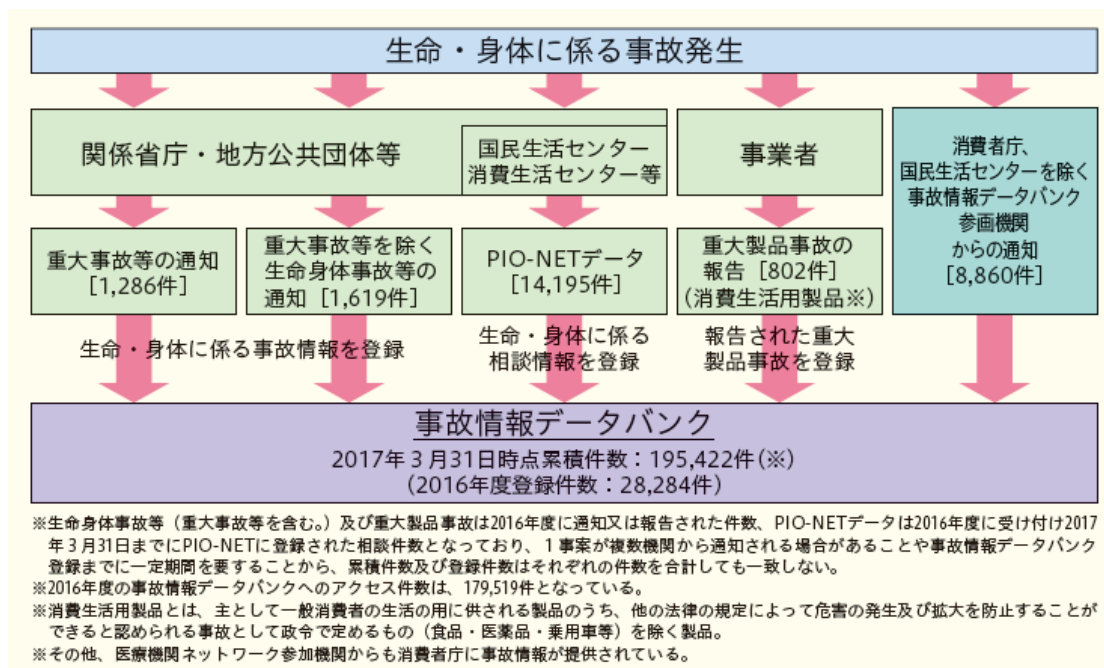 生命・身体に係る事故発生
関係省庁・地方公共団体等
国民生活センター
消費生活センター等
事業者
消費者庁、
国民生活センターを除く
事故情報データバンク
参画機関
からの通知
[8,860件]
重大事故等の通知
[1,286件]
重大事故等を除く
生命身体事故等の
通知[1,619件]
PIO-NETデータ
[14,195件]
重大製品事故の
報告[802件]
(消費生活用製品※)
生命・身体に係る事故情報を登録
生命・身体に係る
相談情報を登録
報告された重大
製品事故を登録
事故情報データバンク
2017年3月31日時点累積件数：195,422件(※)
(2016年度登録件数：28,284件)
※生命身体事故等（重大事故等を含む。）及び重大製品事故は2016年度に通知又は報告された件数、PIO-NETデータは2016年度に受け付け2017
年3月31日までにPIO-NETに登録された相談件数となっており、1事案が複数機関から通知される場合があることや事故情報データバンク
登録までに一定期間を要することから、累積件数及び登録件数はそれぞれの件数を合計しても一致しない。
※2016年度の事故情報データバンクへのアクセス件数は、179,519件となっている。
※消費生活用製品とは、主として一般消費者の生活の用に供される製品のうち、他の法律の規定によって危害の発生及び拡大を防止することが
できると認められる事故として政令で定めるもの（食品・医薬品・乗用車等）を除く製品。
※その他、医療機関ネットワーク参加機関からも消費者庁に事故情報が提供されている。